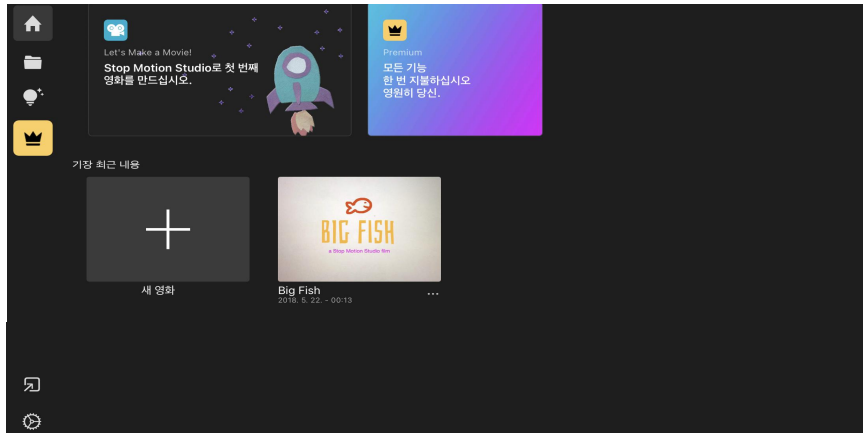 Let's Make a Movie!
Stop Motion Studio로 첫 번째
영화를 만드십시오.
Premium
모든 기능
한 번 지불하십시오
영원히 당신.
기장 최근 내용
BIG FISH
a Stop Motion Studio film
새 영화
Big Fish
2018. 5. 22. - 00:13